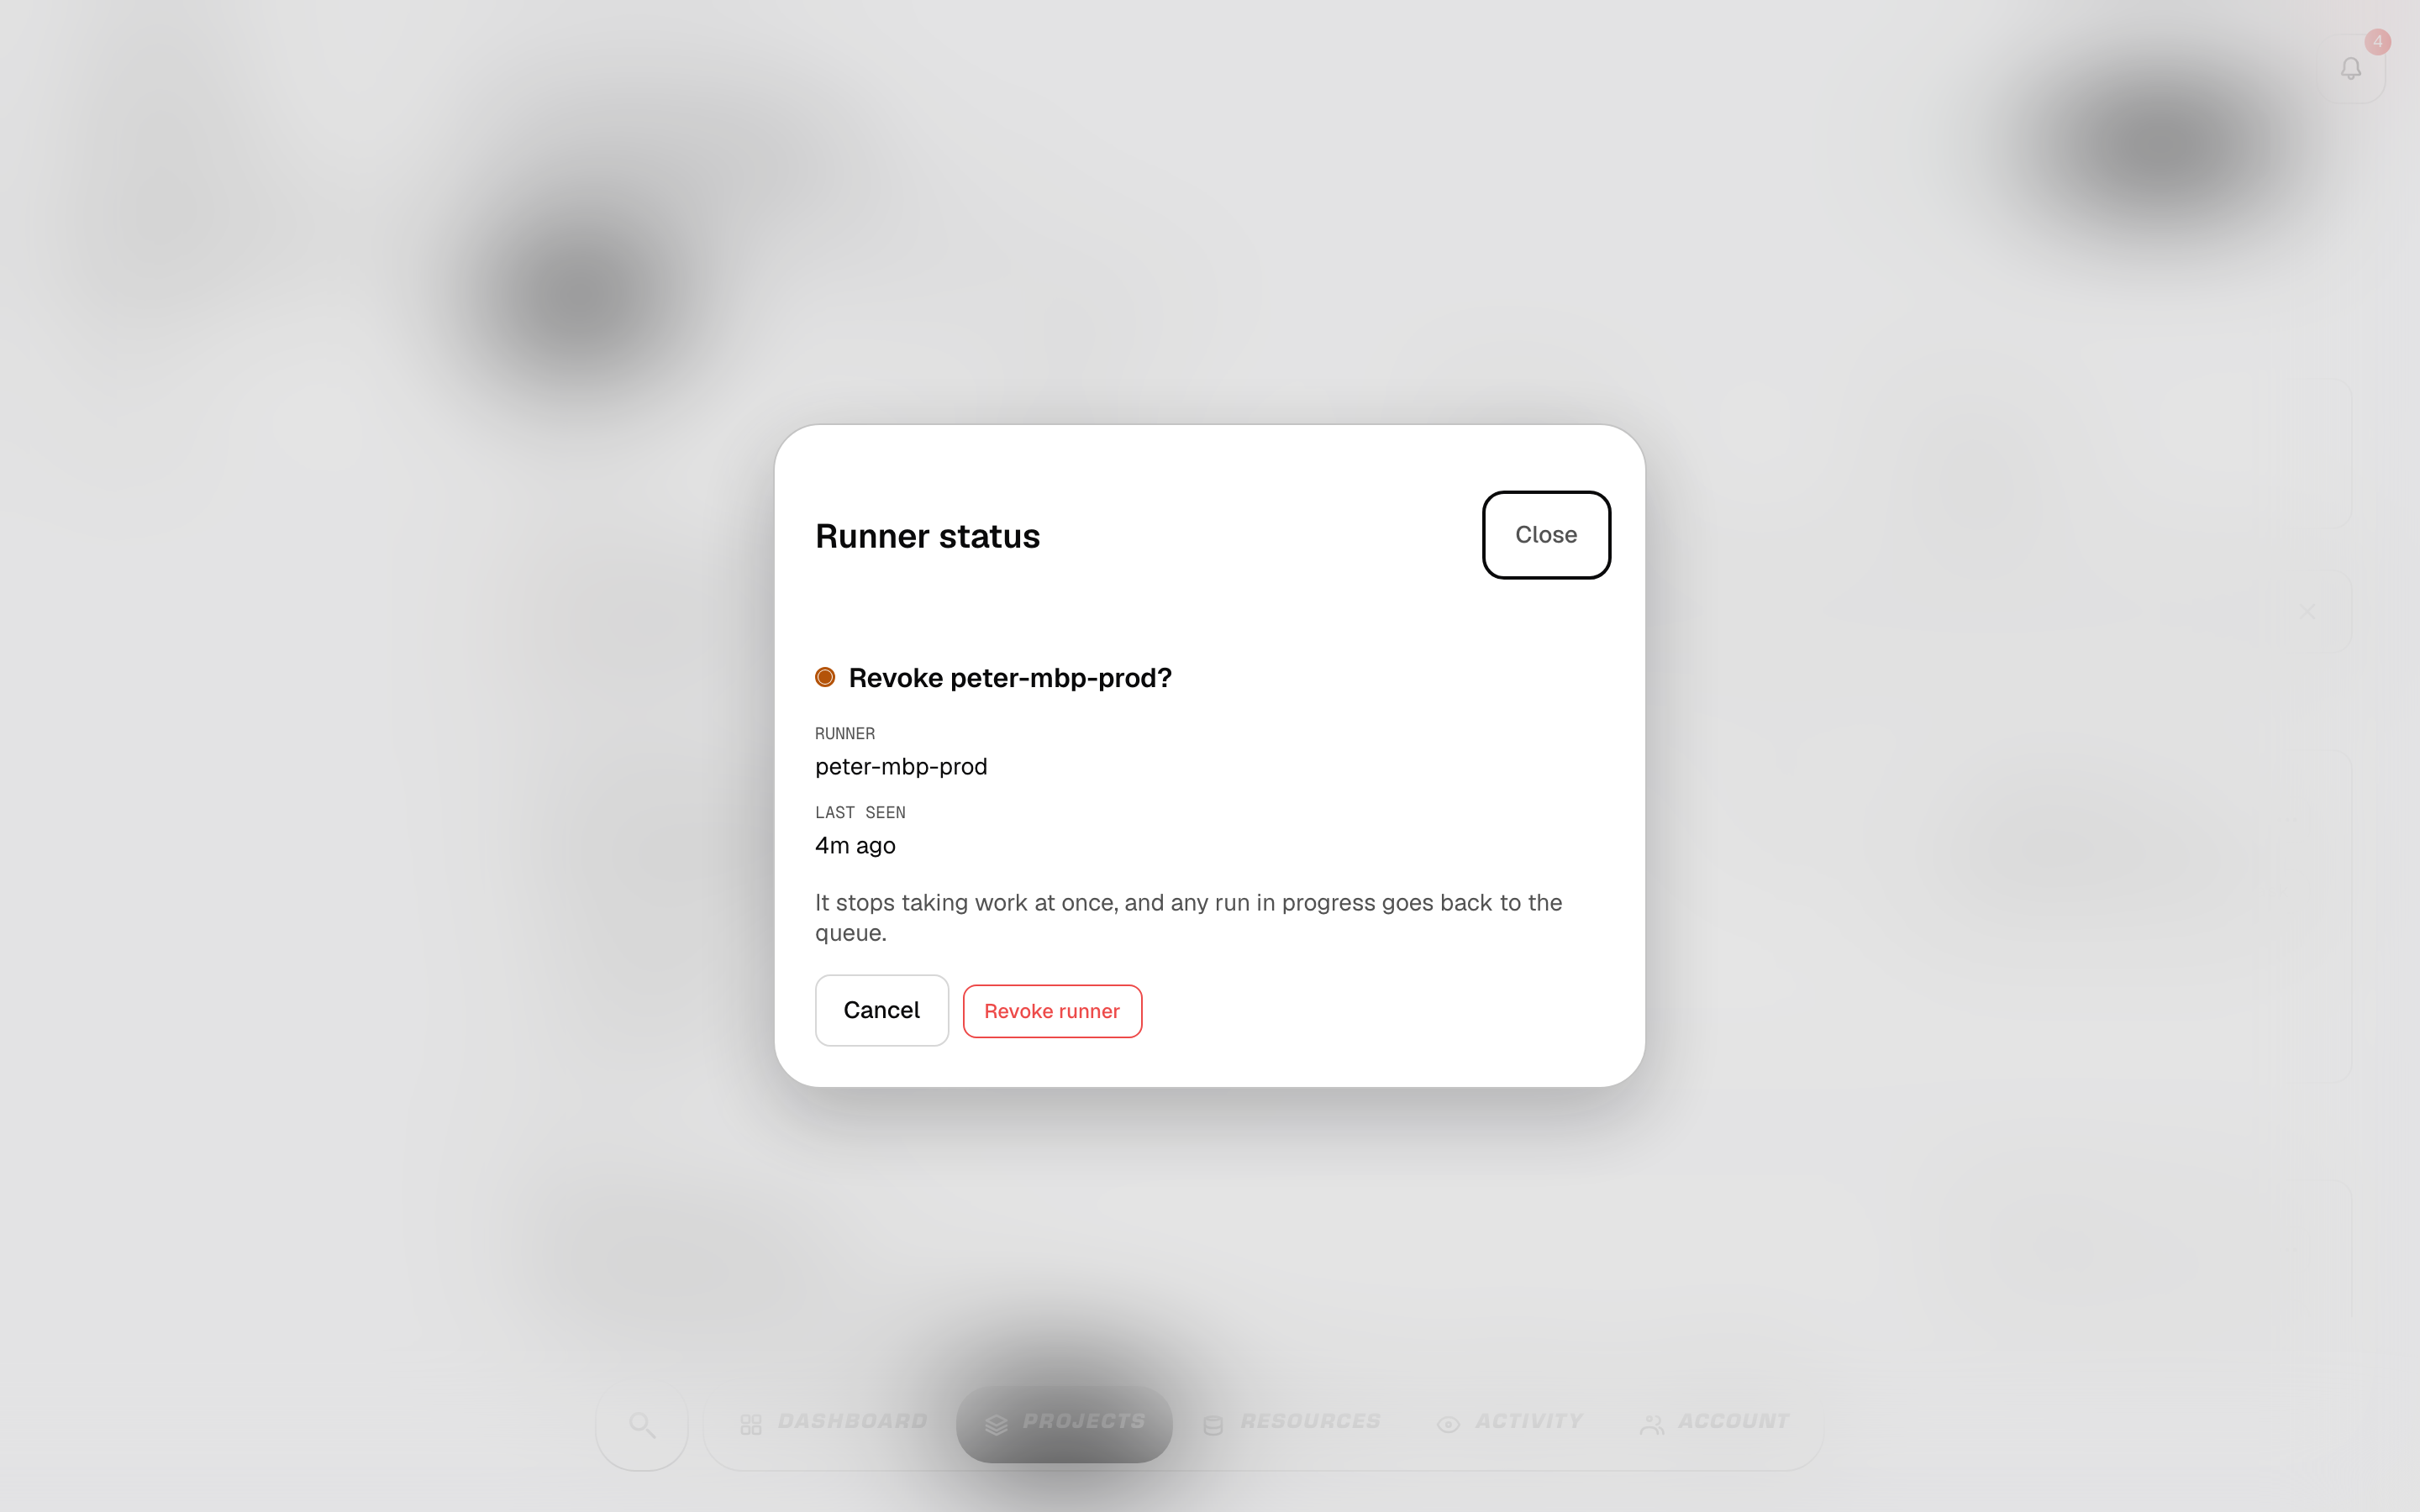 4
Runner status
Close
Revoke peter-mbp-prod?
RUNNER
peter-mbp-prod
LAST SEEN
4m ago
It stops taking work at once, and any run in progress goes back to the
queue.
Cancel
Revoke runner
DASHBOARD
PROJECTS
RESOURCES
ACTIVITY
ACCOUNT